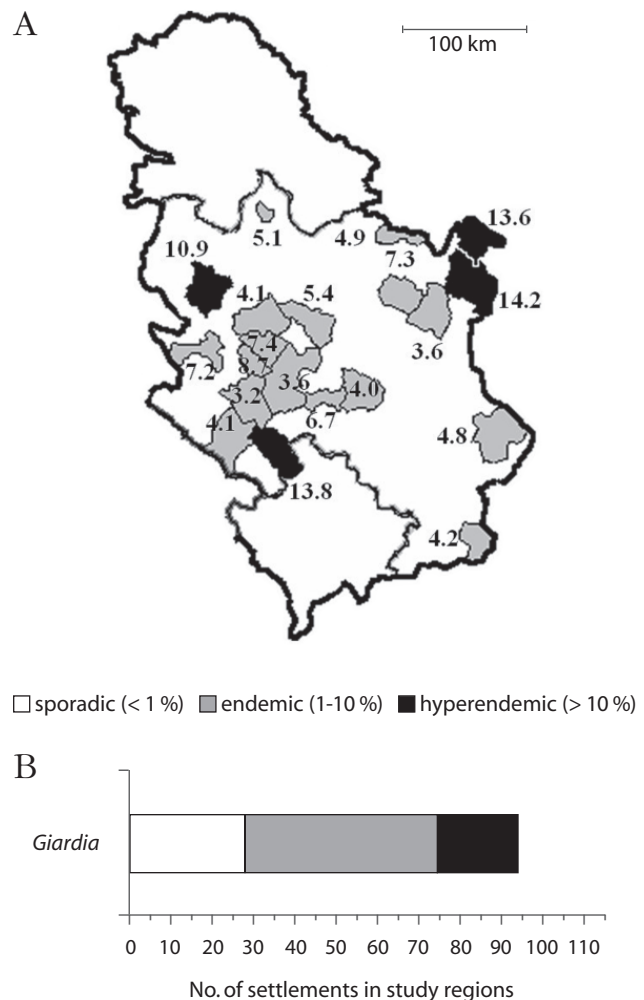 A
100 km
13.6
5.1
4.9
10.9
7.3
14.2
4.1
5.4
3.6
7.4
8.7
7.2
3.6
4.0
3.2
6.7
4.1
4.8
13.8
4.2
sporadic (< 1 %) endemic (1-10 %) hyperendemic (> 10 %)
B
Giardia
0 10 20 30 40 50 60 70 80 90 100 110
No. of settlements in study regions